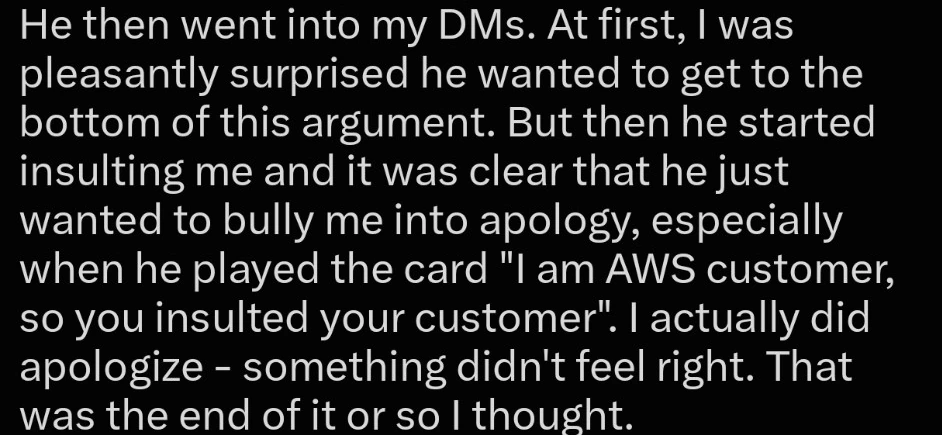 He then went into my DMs. At first, I was
pleasantly surprised he wanted to get to the
bottom of this argument. But then he started
insulting me and it was clear that he just
wanted to bully me into apology, especially
when he played the card "I am AWS customer,
so you insulted your customer". I actually did
apologize - something didn't feel right. That
was the end of it or so I thought.